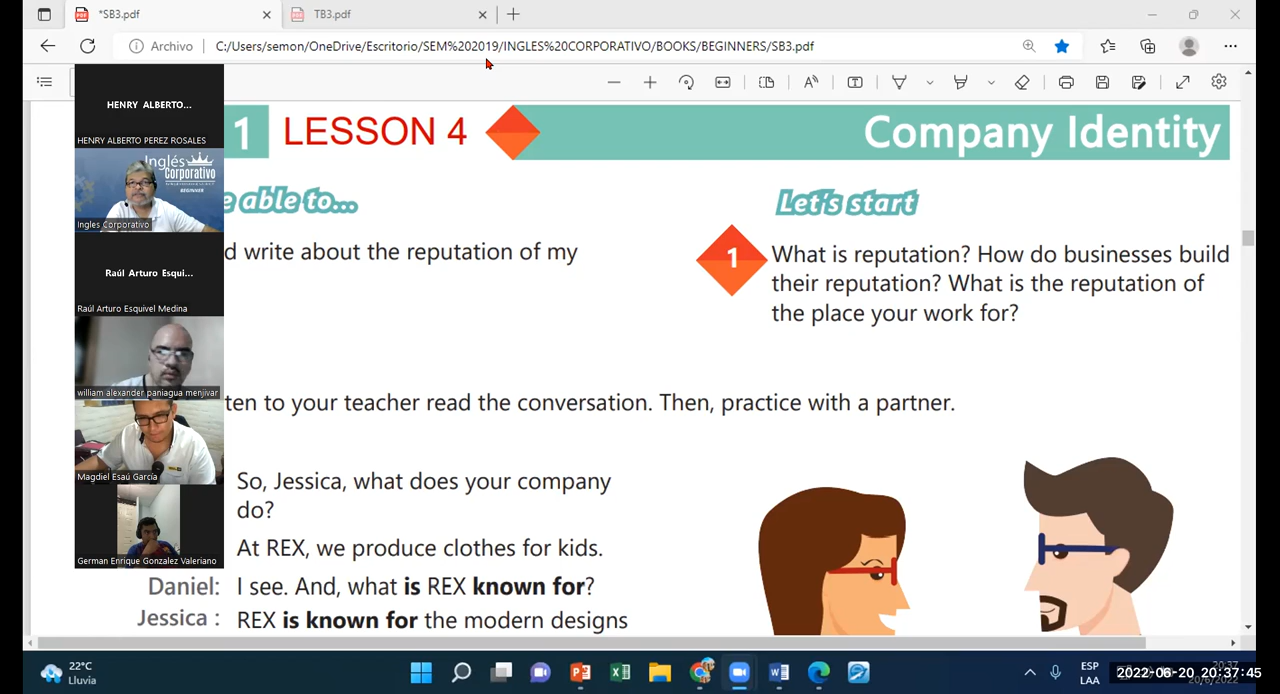 *SB3.pdf
TB3.pdf
Archivo
C:/Users/semon/OneDrive/Escritorio/SEM%202019/INGLES%20CORPORATIVO/BOOKS/BEGINNERS/SB3.pdf
HENRY ALBERTO...
HENRY ALBERTO PEREZ ROSALES
Inglés
Corporativo
BEGINNER
Ingles Corporativo
Raúl Arturo Esqui...
Raúl Arturo Esquivel Medina
william alexander paniagua menjivar
Magdiel Esaú García
German Enrique Gonzalez Valeriano
1 LESSON 4
Company Identity
e able to...
d write about the reputation of my
Let's start
1
What is reputation? How do businesses build
their reputation? What is the reputation of
the place your work for?
ten to your teacher read the conversation. Then, practice with a partner.
So, Jessica, what does your company
do?
At REX, we produce clothes for kids.
Daniel: I see. And, what is REX known for?
Jessica : REX is known for the modern designs
22°C
Lluvia
ESP
LAA
2022-06-20 20:37:45